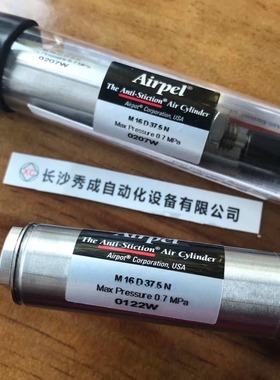 Airpel
The Anti-Stiction® Air Cylinder
Airpot® Corporation, USA
M 16 D 37.5 N
Max Pressure 0.7 MPa
0207W
0207W
长沙秀成自动化设备有限公司
Airpel
The Anti-Stiction® Air Cylinder
Airpot® Corporation, USA
M 16 D 37.5 N
Max Pressure 0.7 MPa
0122W